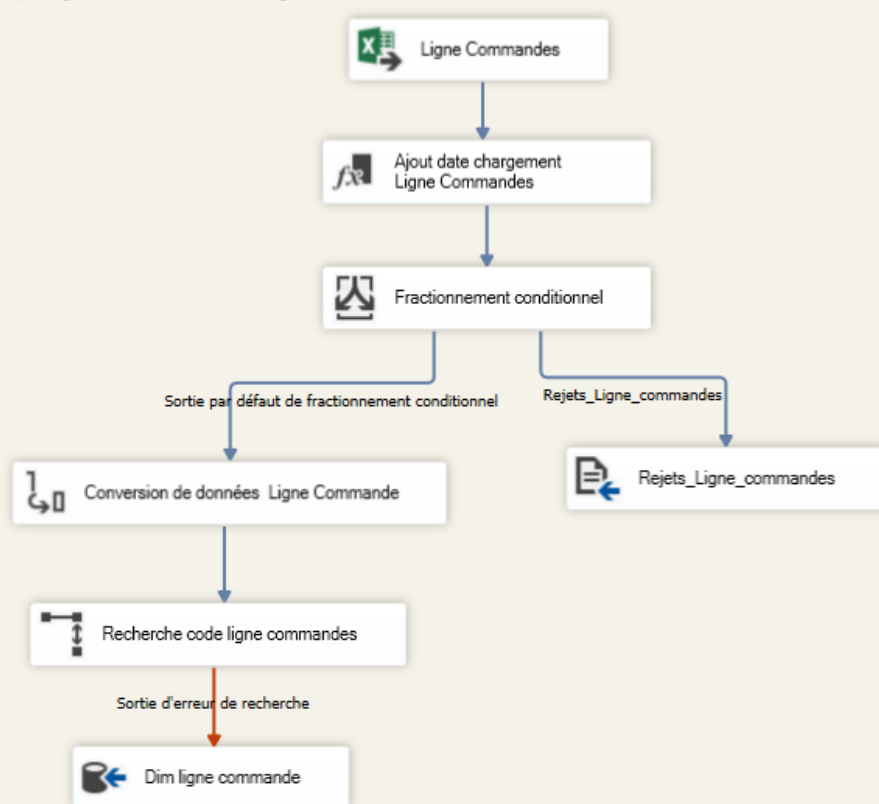 Ligne Commandes
Ajout date chargement
Ligne Commandes
Fractionnement conditionnel
Sortie par défaut de fractionnement conditionnel
Rejets_Ligne_commandes
Rejets_Ligne_commandes
Conversion de données Ligne Commande
Recherche code ligne commandes
Sortie d'erreur de recherche
Dim ligne commande